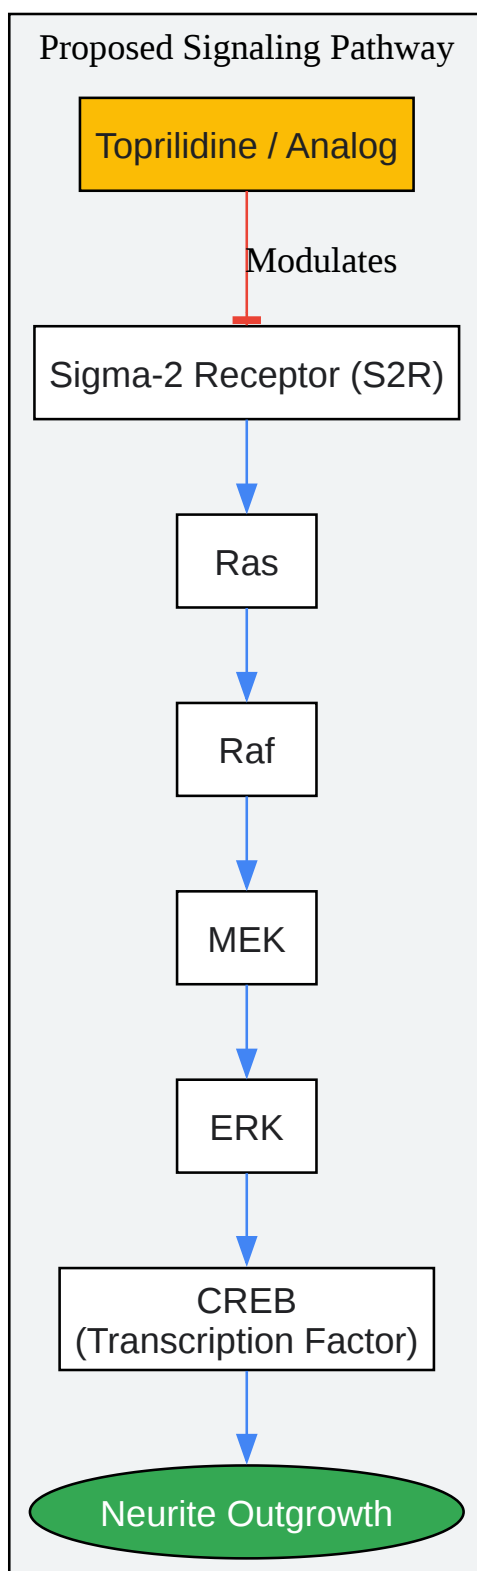 Proposed Signaling Pathway
Toprilidine / Analog
Modulates
Sigma-2 Receptor (S2R)
Ras
Raf
MEK
ERK
CREB
(Transcription Factor)
Neurite Outgrowth